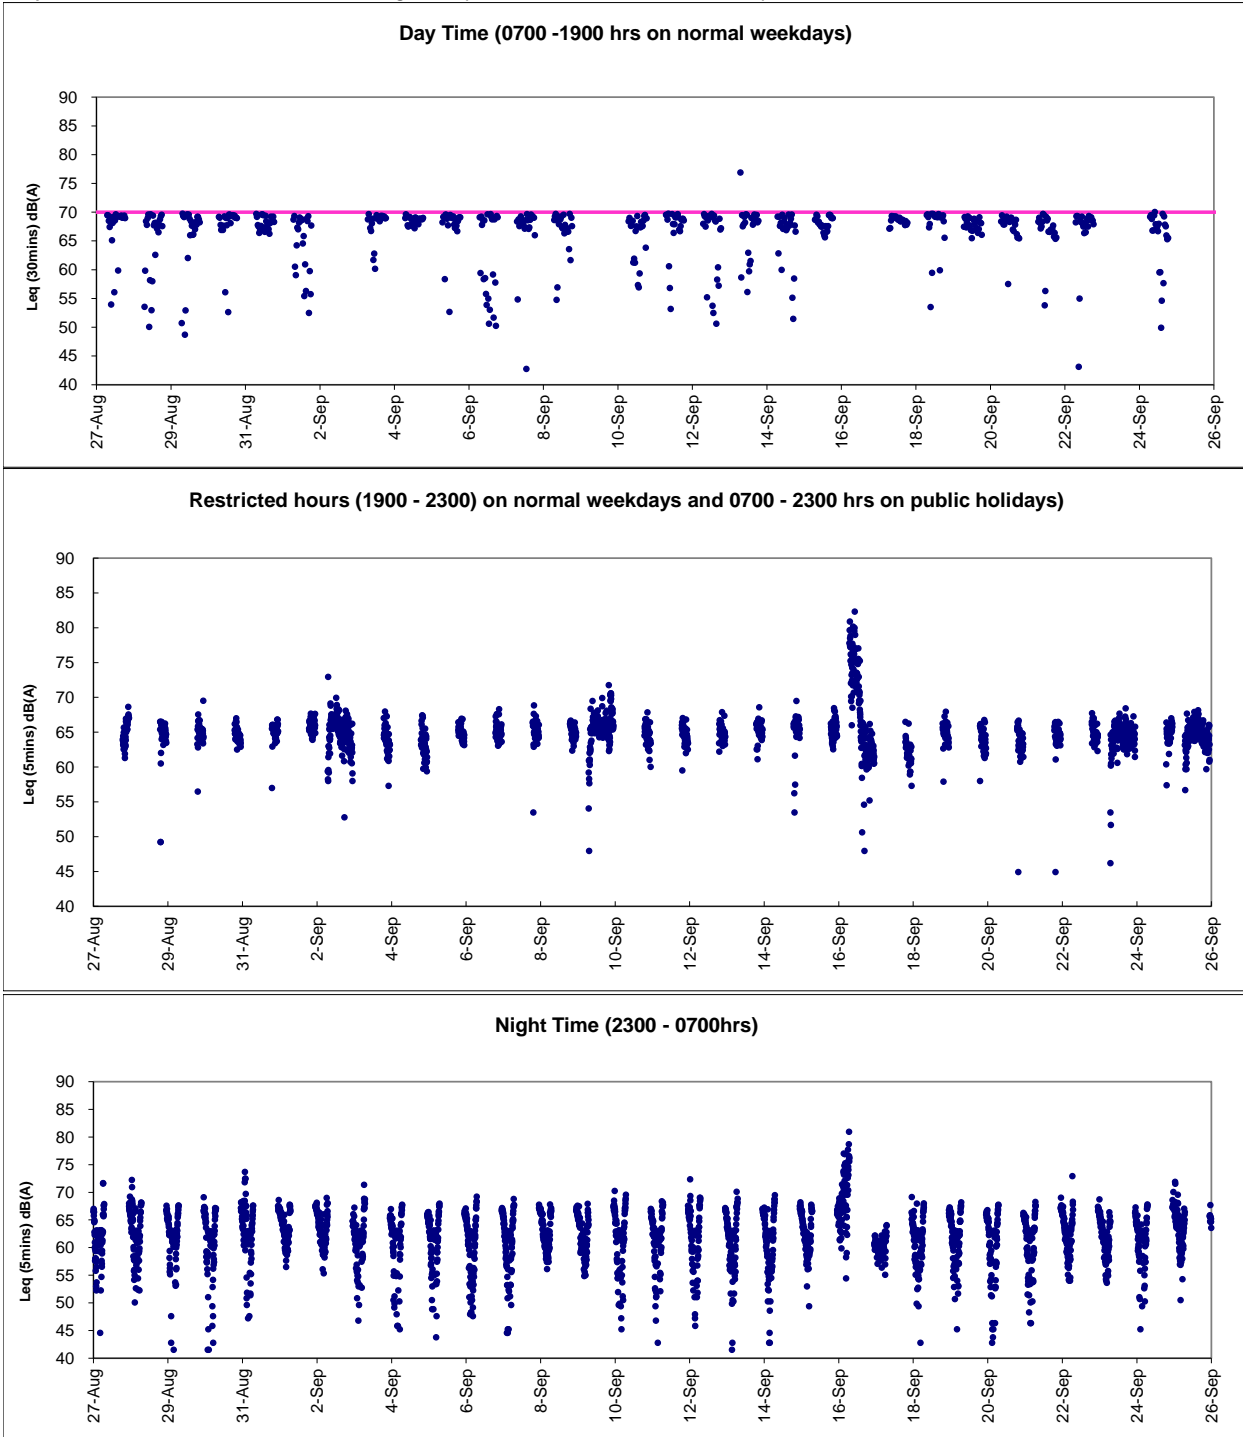 Day Time (0700 -1900 hrs on normal weekdays)
90
85
80
75
70
65
60
55
50
45
40
Leq (30mins) dB(A)
27-Aug
29-Aug
31-Aug
2-Sep
4-Sep
6-Sep
8-Sep
10-Sep
12-Sep
14-Sep
16-Sep
18-Sep
20-Sep
22-Sep
24-Sep
26-Sep
Restricted hours (1900 - 2300) on normal weekdays and 0700 - 2300 hrs on public holidays)
90
85
80
75
70
65
60
55
50
45
40
Leq (5mins) dB(A)
27-Aug
29-Aug
31-Aug
2-Sep
4-Sep
6-Sep
8-Sep
10-Sep
12-Sep
14-Sep
16-Sep
18-Sep
20-Sep
22-Sep
24-Sep
26-Sep
Night Time (2300 - 0700hrs)
90
85
80
75
70
65
60
55
50
45
40
Leq (5mins) dB(A)
27-Aug
29-Aug
31-Aug
2-Sep
4-Sep
6-Sep
8-Sep
10-Sep
12-Sep
14-Sep
16-Sep
18-Sep
20-Sep
22-Sep
24-Sep
26-Sep